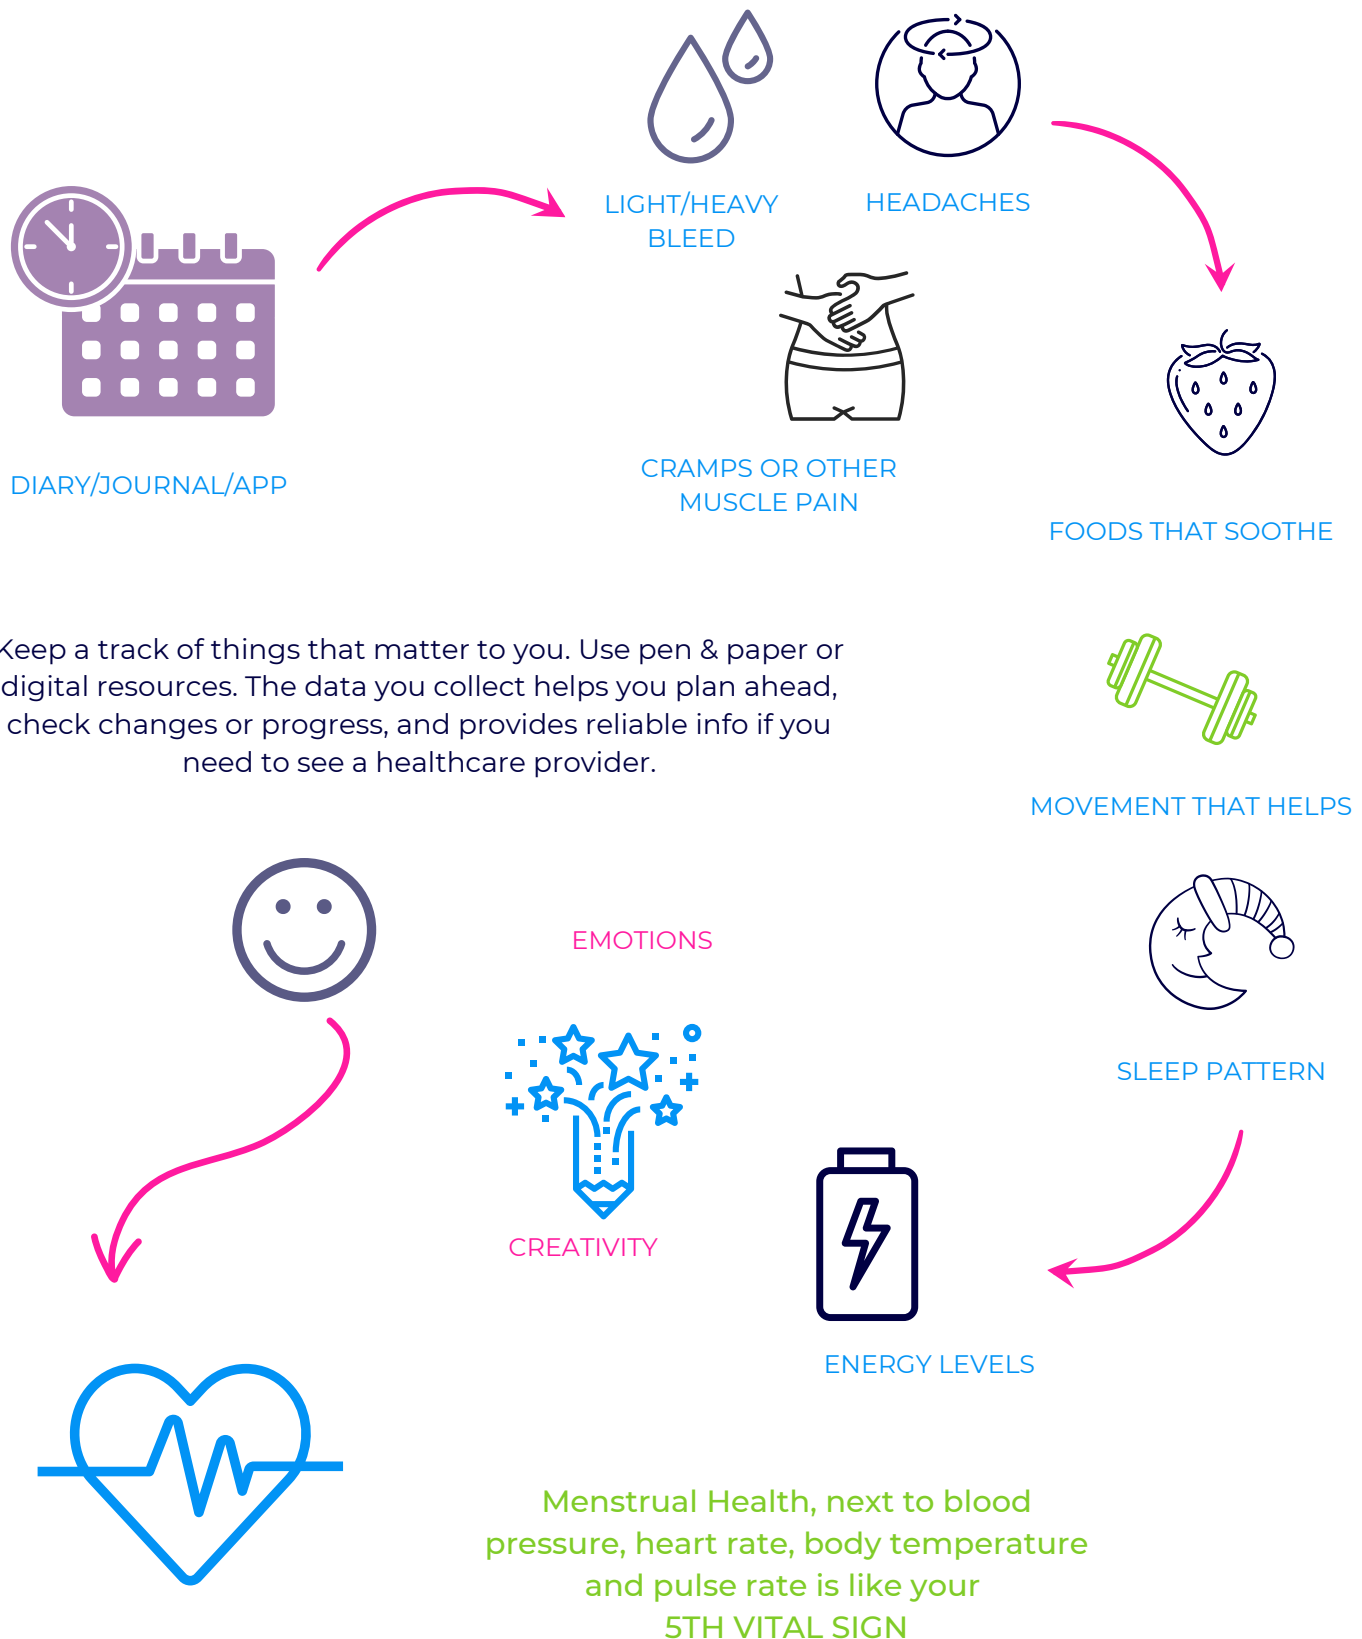 LIGHT/HEAVY
BLEED
HEADACHES
DIARY/JOURNAL/APP
CRAMPS OR OTHER
MUSCLE PAIN
FOODS THAT SOOTHE
Keep a track of things that matter to you. Use pen & paper or
digital resources. The data you collect helps you plan ahead,
check changes or progress, and provides reliable info if you
need to see a healthcare provider.
MOVEMENT THAT HELPS
EMOTIONS
SLEEP PATTERN
CREATIVITY
ENERGY LEVELS
Menstrual Health, next to blood
pressure, heart rate, body temperature
and pulse rate is like your
5TH VITAL SIGN